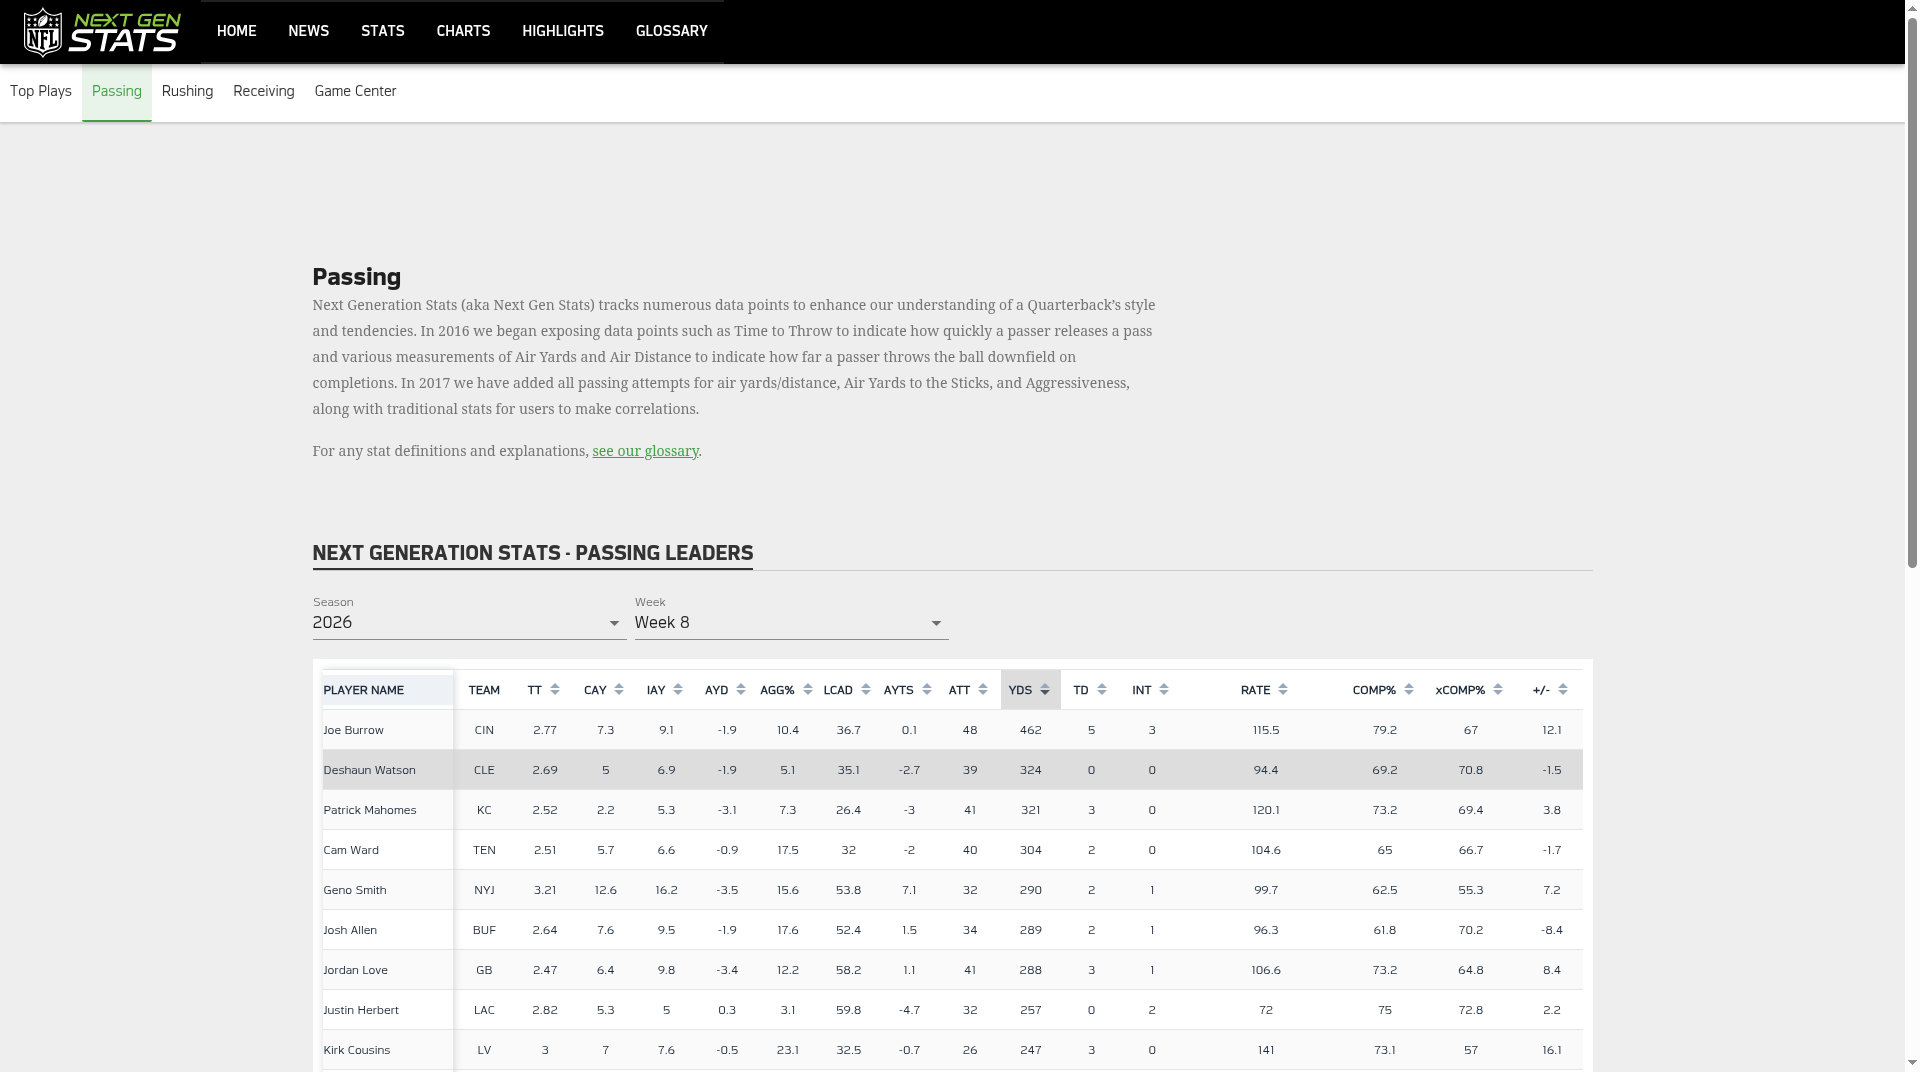 NFL NEXT GEN STATS HOME NEWS STATS CHARTS HIGHLIGHTS GLOSSARY
Top Plays Passing Rushing Receiving Game Center
Passing
Next Generation Stats (aka Next Gen Stats) tracks numerous data points to enhance our understanding of a Quarterback’s style
and tendencies. In 2016 we began exposing data points such as Time to Throw to indicate how quickly a passer releases a pass
and various measurements of Air Yards and Air Distance to indicate how far a passer throws the ball downfield on
completions. In 2017 we have added all passing attempts for air yards/distance, Air Yards to the Sticks, and Aggressiveness,
along with traditional stats for users to make correlations.
For any stat definitions and explanations, see our glossary.
NEXT GENERATION STATS - PASSING LEADERS
Season Week
2026 Week 8
PLAYER NAME TEAM TT CAY IAY AYD AGG% LCAD AYTS ATT YDS TD INT RATE COMP% xCOMP% +/-
Joe Burrow CIN 2.77 7.3 9.1 -1.9 10.4 36.7 0.1 48 462 5 3 115.5 79.2 67 12.1
Deshaun Watson CLE 2.69 5 6.9 -1.9 5.1 35.1 -2.7 39 324 0 0 94.4 69.2 70.8 -1.5
Patrick Mahomes KC 2.52 2.2 5.3 -3.1 7.3 26.4 -3 41 321 3 0 120.1 73.2 69.4 3.8
Cam Ward TEN 2.51 5.7 6.6 -0.9 17.5 32 -2 40 304 2 0 104.6 65 66.7 -1.7
Geno Smith NYJ 3.21 12.6 16.2 -3.5 15.6 53.8 7.1 32 290 2 1 99.7 62.5 55.3 7.2
Josh Allen BUF 2.64 7.6 9.5 -1.9 17.6 52.4 1.5 34 289 2 1 96.3 61.8 70.2 -8.4
Jordan Love GB 2.47 6.4 9.8 -3.4 12.2 58.2 1.1 41 288 3 1 106.6 73.2 64.8 8.4
Justin Herbert LAC 2.82 5.3 5 0.3 3.1 59.8 -4.7 32 257 0 2 72 75 72.8 2.2
Kirk Cousins LV 3 7 7.6 -0.5 23.1 32.5 -0.7 26 247 3 0 141 73.1 57 16.1